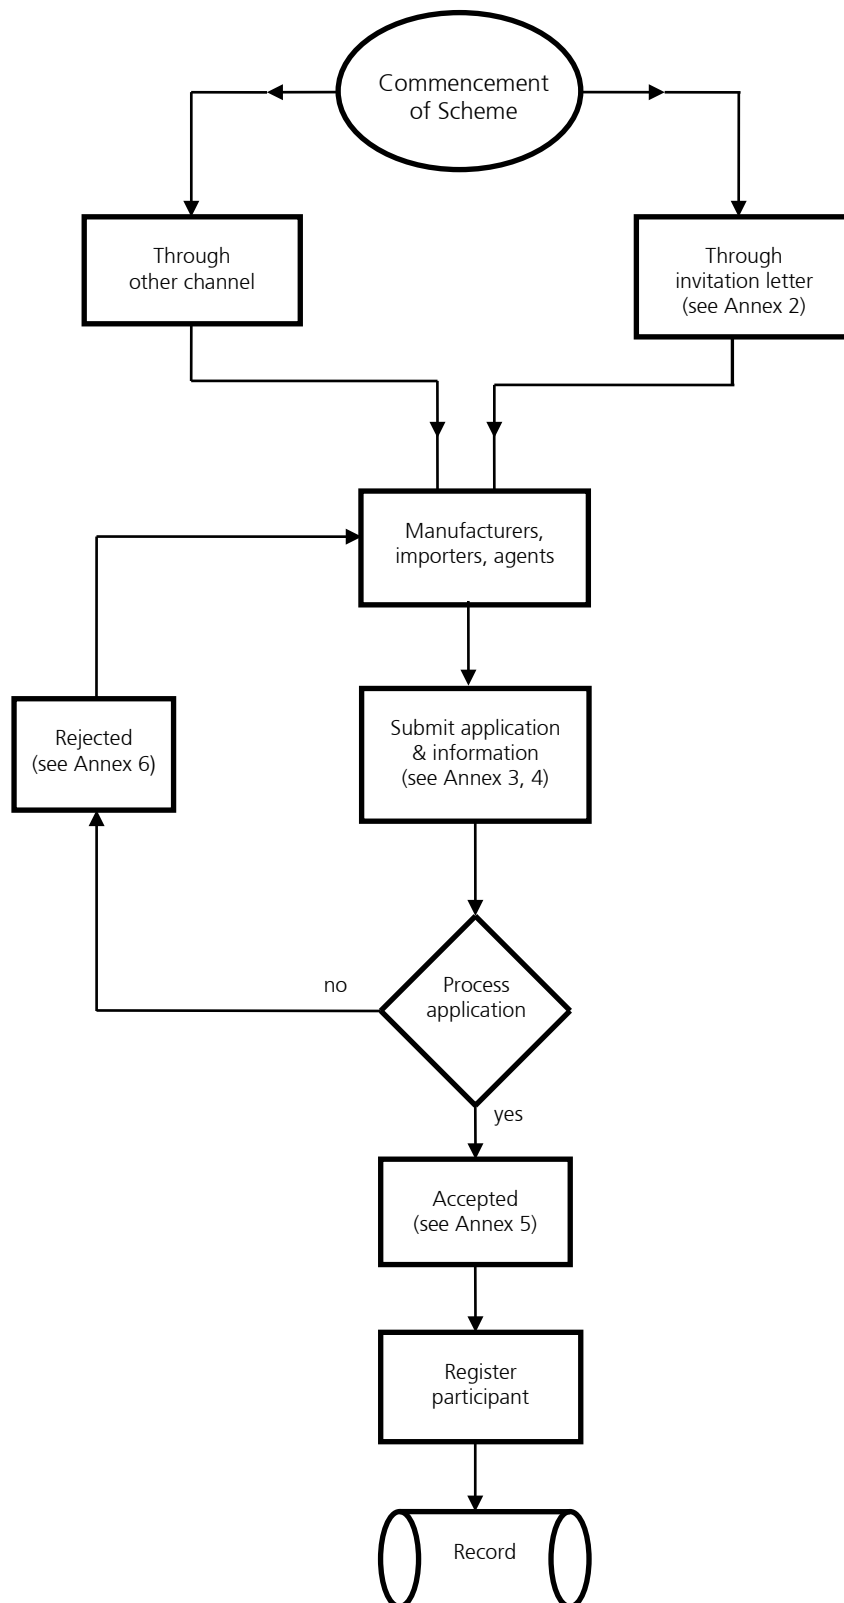 Commencement
of Scheme
Through
other channel
Through
invitation letter
(see Annex 2)
Manufacturers,
importers, agents
Rejected
(see Annex 6)
Submit application
& information
(see Annex 3, 4)
no
Process
application
yes
Accepted
(see Annex 5)
Register
participant
Record